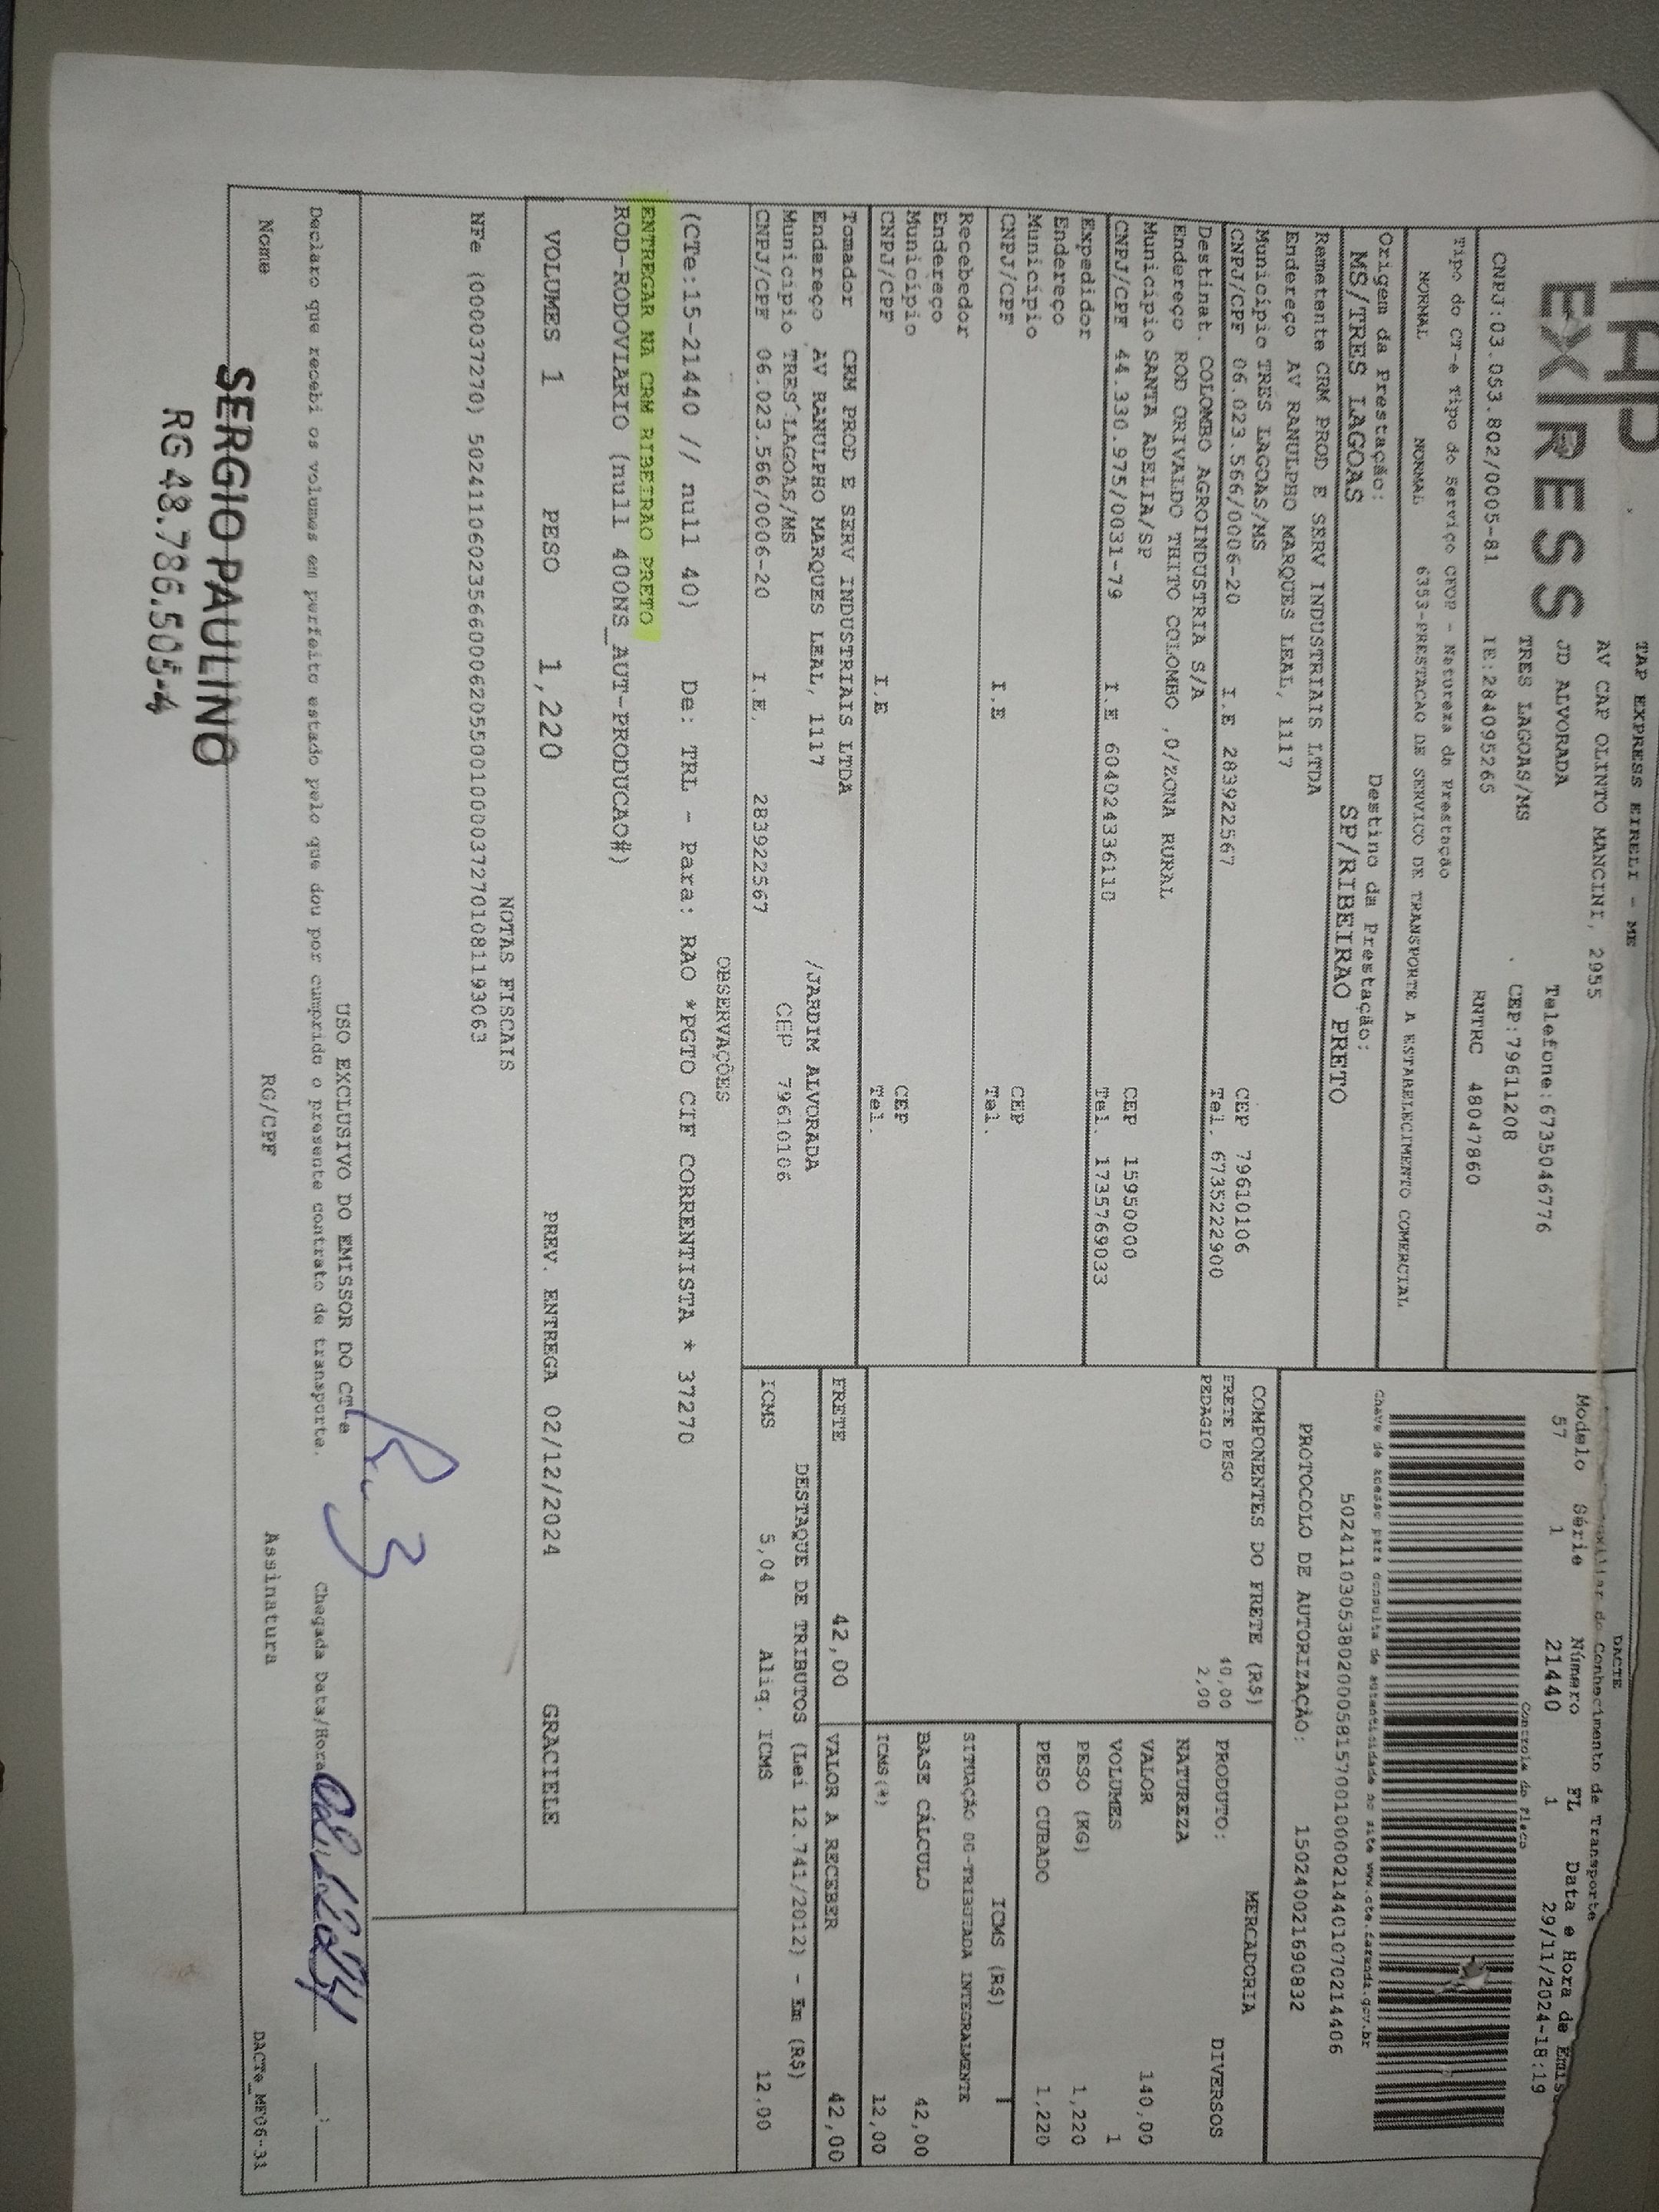 TAP
EXPRESS
TAP EXPRESS EIRELI - ME
AV CAP OLINTO MANCINI, 2955
JD ALVORADA Telefone:6735046776
TRES LAGOAS/MS CEP:79611208
CNPJ:03.053.802/0005-81 IE:284095265 RNTRC 48047860
DACTE
do Conhecimento de Transporte
Modelo Série Número FL Data e Hora de Emis
57 1 21440 1 29/11/2024-18:19
Controle do Fisco
Tipo do CT-e Tipo do Serviço CFOP - Natureza da Prestação
NORMAL NORMAL 6353-PRESTACAO DE SERVICO DE TRANSPORTE A ESTABELECIMENTO COMERCIAL
Chave de acesso para consulta de autenticidade no site www.cte.fazenda.gov.br
50241103053802000581570010000214401070214406
Origem da Prestação: Destino da Prestação:
MS/TRES LAGOAS SP/RIBEIRAO PRETO
PROTOCOLO DE AUTORIZAÇÃO: 150240021690832
Remetente CRM PROD E SERV INDUSTRIAIS LTDA
Endereço AV RANULPHO MARQUES LEAL, 1117
Município TRES LAGOAS/MS CEP 79610106
CNPJ/CPF 06.023.566/0006-20 I.E 283922567 Tel. 6735222900
Destinat. COLOMBO AGROINDUSTRIA S/A
Endereço ROD ORIVALDO THITO COLOMBO ,0/ZONA RURAL
Município SANTA ADELIA/SP CEP 15950000
CNPJ/CPF 44.330.975/0031-79 I.E 604024336110 Tel. 1735769033
Expedidor
Endereço
Município CEP
CNPJ/CPF I.E Tel.
Recebedor
Endereço
Município CEP
CNPJ/CPF I.E Tel.
COMPONENTES DO FRETE (R$)
FRETE PESO 40,00
PEDAGIO 2,00
MERCADORIA
PRODUTO: DIVERSOS
NATUREZA
VALOR 140,00
VOLUMES 1
PESO (KG) 1,220
PESO CUBADO 1,220
ICMS (R$)
SITUAÇÃO 00-TRIBUTADA INTEGRALMENTE
BASE CÁLCULO 42,00
ICMS(%) 12,00
Tomador CRM PROD E SERV INDUSTRIAIS LTDA
Endereço AV RANULPHO MARQUES LEAL, 1117 /JARDIM ALVORADA
Município TRES LAGOAS/MS CEP 79610106
CNPJ/CPF 06.023.566/0006-20 I.E. 283922567
FRETE 42,00 VALOR A RECEBER 42,00
DESTAQUE DE TRIBUTOS (Lei 12.741/2012) - Em (R$)
ICMS 5,04 Aliq. ICMS 12,00
OBSERVAÇÕES
(CTe:15-21440 // null 40) De: TRL - Para: RAO *PGTO CIF CORRENTISTA * 37270
ENTREGAR NA CRM RIBEIRAO PRETO
ROD-RODOVIARIO (null 400NS_AUT-PRODUCAO#)
VOLUMES 1 PESO 1,220 PREV. ENTREGA 02/12/2024 GRACIELE
NOTAS FISCAIS
NFe (000037270) 50241106023566000620550010000372701081193063
USO EXCLUSIVO DO EMISSOR DO CT-e
Declaro que recebi os volumes em perfeito estado pelo que dou por cumprido o presente contrato de transporte. Chegada Data/Hora
Nome RG/CPF Assinatura DACTe_MF06-31
SERGIO PAULINO
RG 48.786.505-4